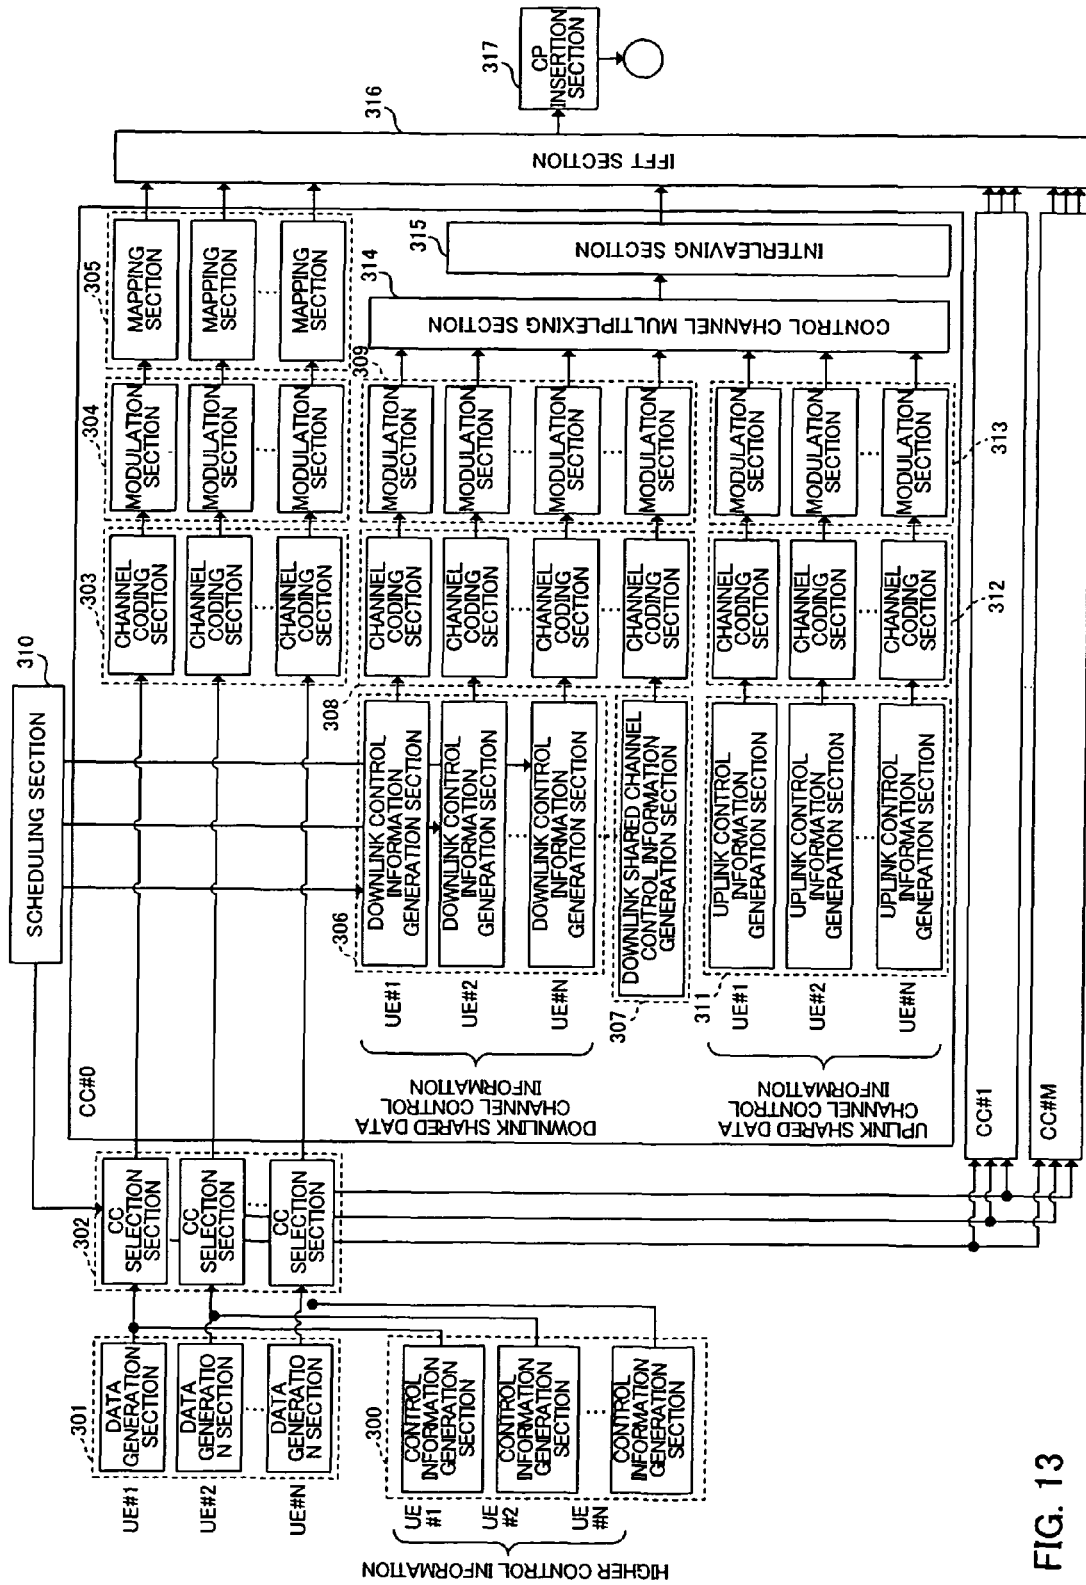 FIG. 13
SCHEDULING SECTION
310
301
UE#1
DATA
GENERATION
SECTION
UE#2
DATA
GENERATIO
N SECTION
UE#N
DATA
GENERATIO
N SECTION
HIGHER CONTROL INFORMATION
300
UE
#1
CONTROL
INFORMATION
GENERATION
SECTION
UE
#2
CONTROL
INFORMATION
GENERATION
SECTION
UE
#N
CONTROL
INFORMATION
GENERATION
SECTION
302
CC
SELECTION
SECTION
CC
SELECTION
SECTION
CC
SELECTION
SECTION
CC#0
303
CHANNEL
CODING
SECTION
CHANNEL
CODING
SECTION
CHANNEL
CODING
SECTION
304
MODULATION
SECTION
MODULATION
SECTION
MODULATION
SECTION
305
MAPPING
SECTION
MAPPING
SECTION
MAPPING
SECTION
DOWNLINK SHARED DATA
CHANNEL CONTROL
INFORMATION
306
UE#1
DOWNLINK CONTROL
INFORMATION
GENERATION SECTION
UE#2
DOWNLINK CONTROL
INFORMATION
GENERATION SECTION
UE#N
DOWNLINK CONTROL
INFORMATION
GENERATION SECTION
307
DOWNLINK SHARED CHANNEL
CONTROL INFORMATION
GENERATION SECTION
308
CHANNEL
CODING
SECTION
CHANNEL
CODING
SECTION
CHANNEL
CODING
SECTION
CHANNEL
CODING
SECTION
309
MODULATION
SECTION
MODULATION
SECTION
MODULATION
SECTION
MODULATION
SECTION
UPLINK SHARED DATA
CHANNEL CONTROL
INFORMATION
311
UE#1
UPLINK CONTROL
INFORMATION
GENERATION SECTION
UE#2
UPLINK CONTROL
INFORMATION
GENERATION SECTION
UE#N
UPLINK CONTROL
INFORMATION
GENERATION SECTION
312
CHANNEL
CODING
SECTION
CHANNEL
CODING
SECTION
CHANNEL
CODING
SECTION
313
MODULATION
SECTION
MODULATION
SECTION
MODULATION
SECTION
314
CONTROL CHANNEL MULTIPLEXING SECTION
315
INTERLEAVING SECTION
316
IFFT SECTION
317
CP
INSERTION
SECTION
CC#1
CC#M